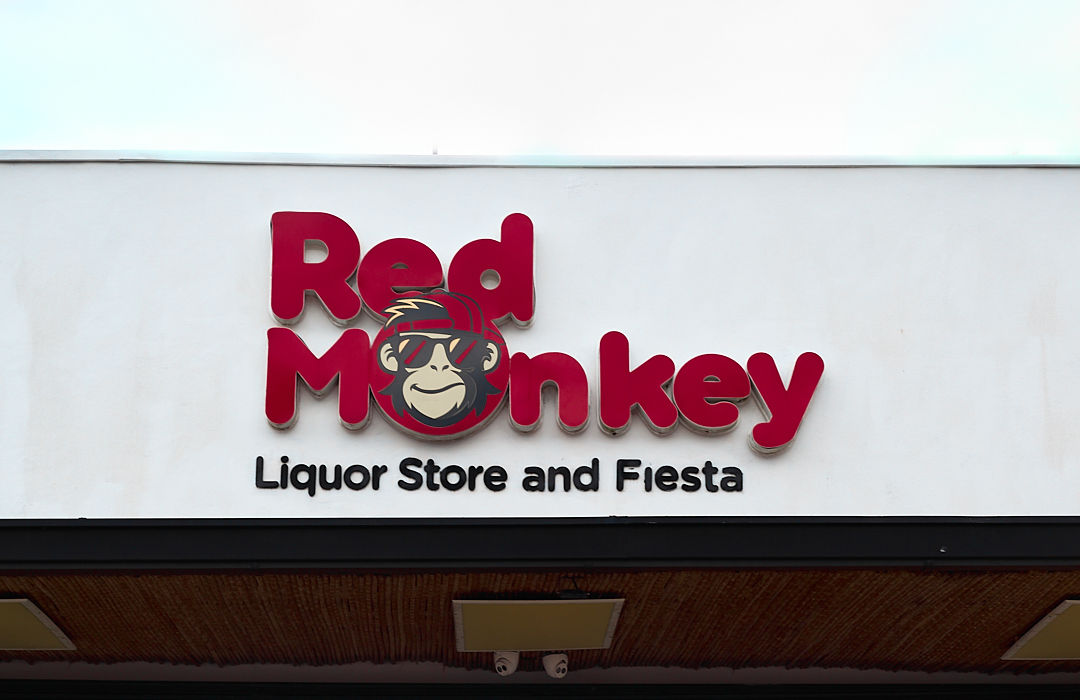 Red
Monkey
Liquor Store and Fiesta